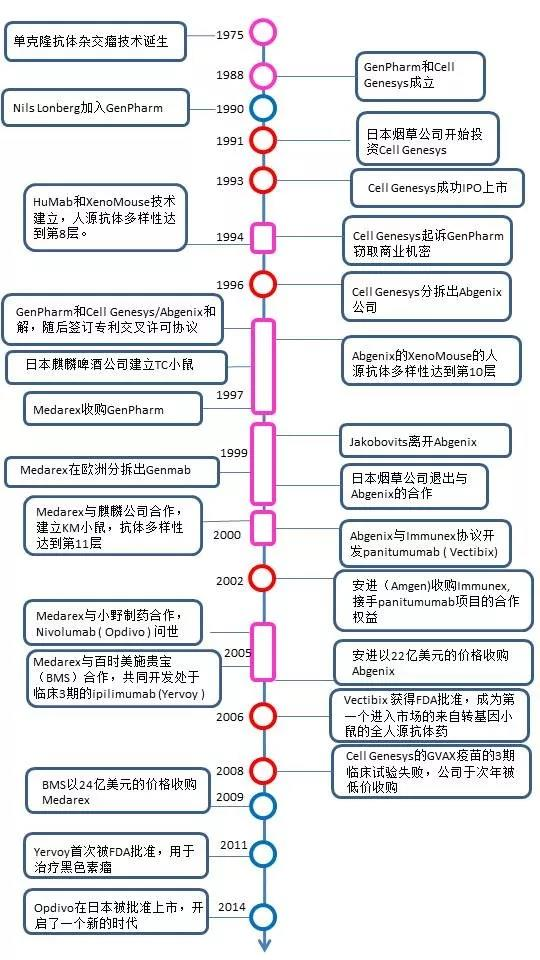 单克隆抗体杂交瘤技术诞生
1975
1988
GenPharm和Cell
Genesys成立
Nils Lonberg加入GenPharm
1990
1991
日本烟草公司开始投
资Cell Genesys
1993
Cell Genesys成功IPO上市
HuMab和XenoMouse技术
建立，人源抗体多样性达
到第8层。
1994
Cell Genesys起诉GenPharm
窃取商业机密
1996
Cell Genesys分拆出Abgenix
公司
GenPharm和Cell Genesys/Abgenix和
解，随后签订专利交叉许可协议
Abgenix的XenoMouse的人
源抗体多样性达到第10层
日本麒麟啤酒公司建立TC小鼠
1997
Medarex收购GenPharm
Jakobovits离开Abgenix
1999
Medarex在欧洲分拆出Genmab
日本烟草公司退出与
Abgenix的合作
Medarex与麒麟公司合作，
建立KM小鼠，抗体多样性
达到第11层
2000
Abgenix与Immunex协议开
发panitumumab ( Vectibix)
2002
安进（Amgen)收购Immunex,
接手panitumumab项目的合作
权益
Medarex与小野制药合作，
Nivolumab ( Opdivo ) 问世
2005
Medarex与百时美施贵宝
（BMS）合作，共同开发处于
临床3期的ipilimumab (Yervoy )
安进以22亿美元的价格收购
Abgenix
2006
Vectibix 获得FDA批准，成为第
一个进入市场的来自转基因小
鼠的全人源抗体药
2008
Cell Genesys的GVAX疫苗的3期
临床试验失败，公司于次年被
低价收购
BMS以24亿美元的价格收购
Medarex
2009
Yervoy首次被FDA批准，用于
治疗黑色素瘤
2011
Opdivo在日本被批准上市，开
启了一个新的时代
2014